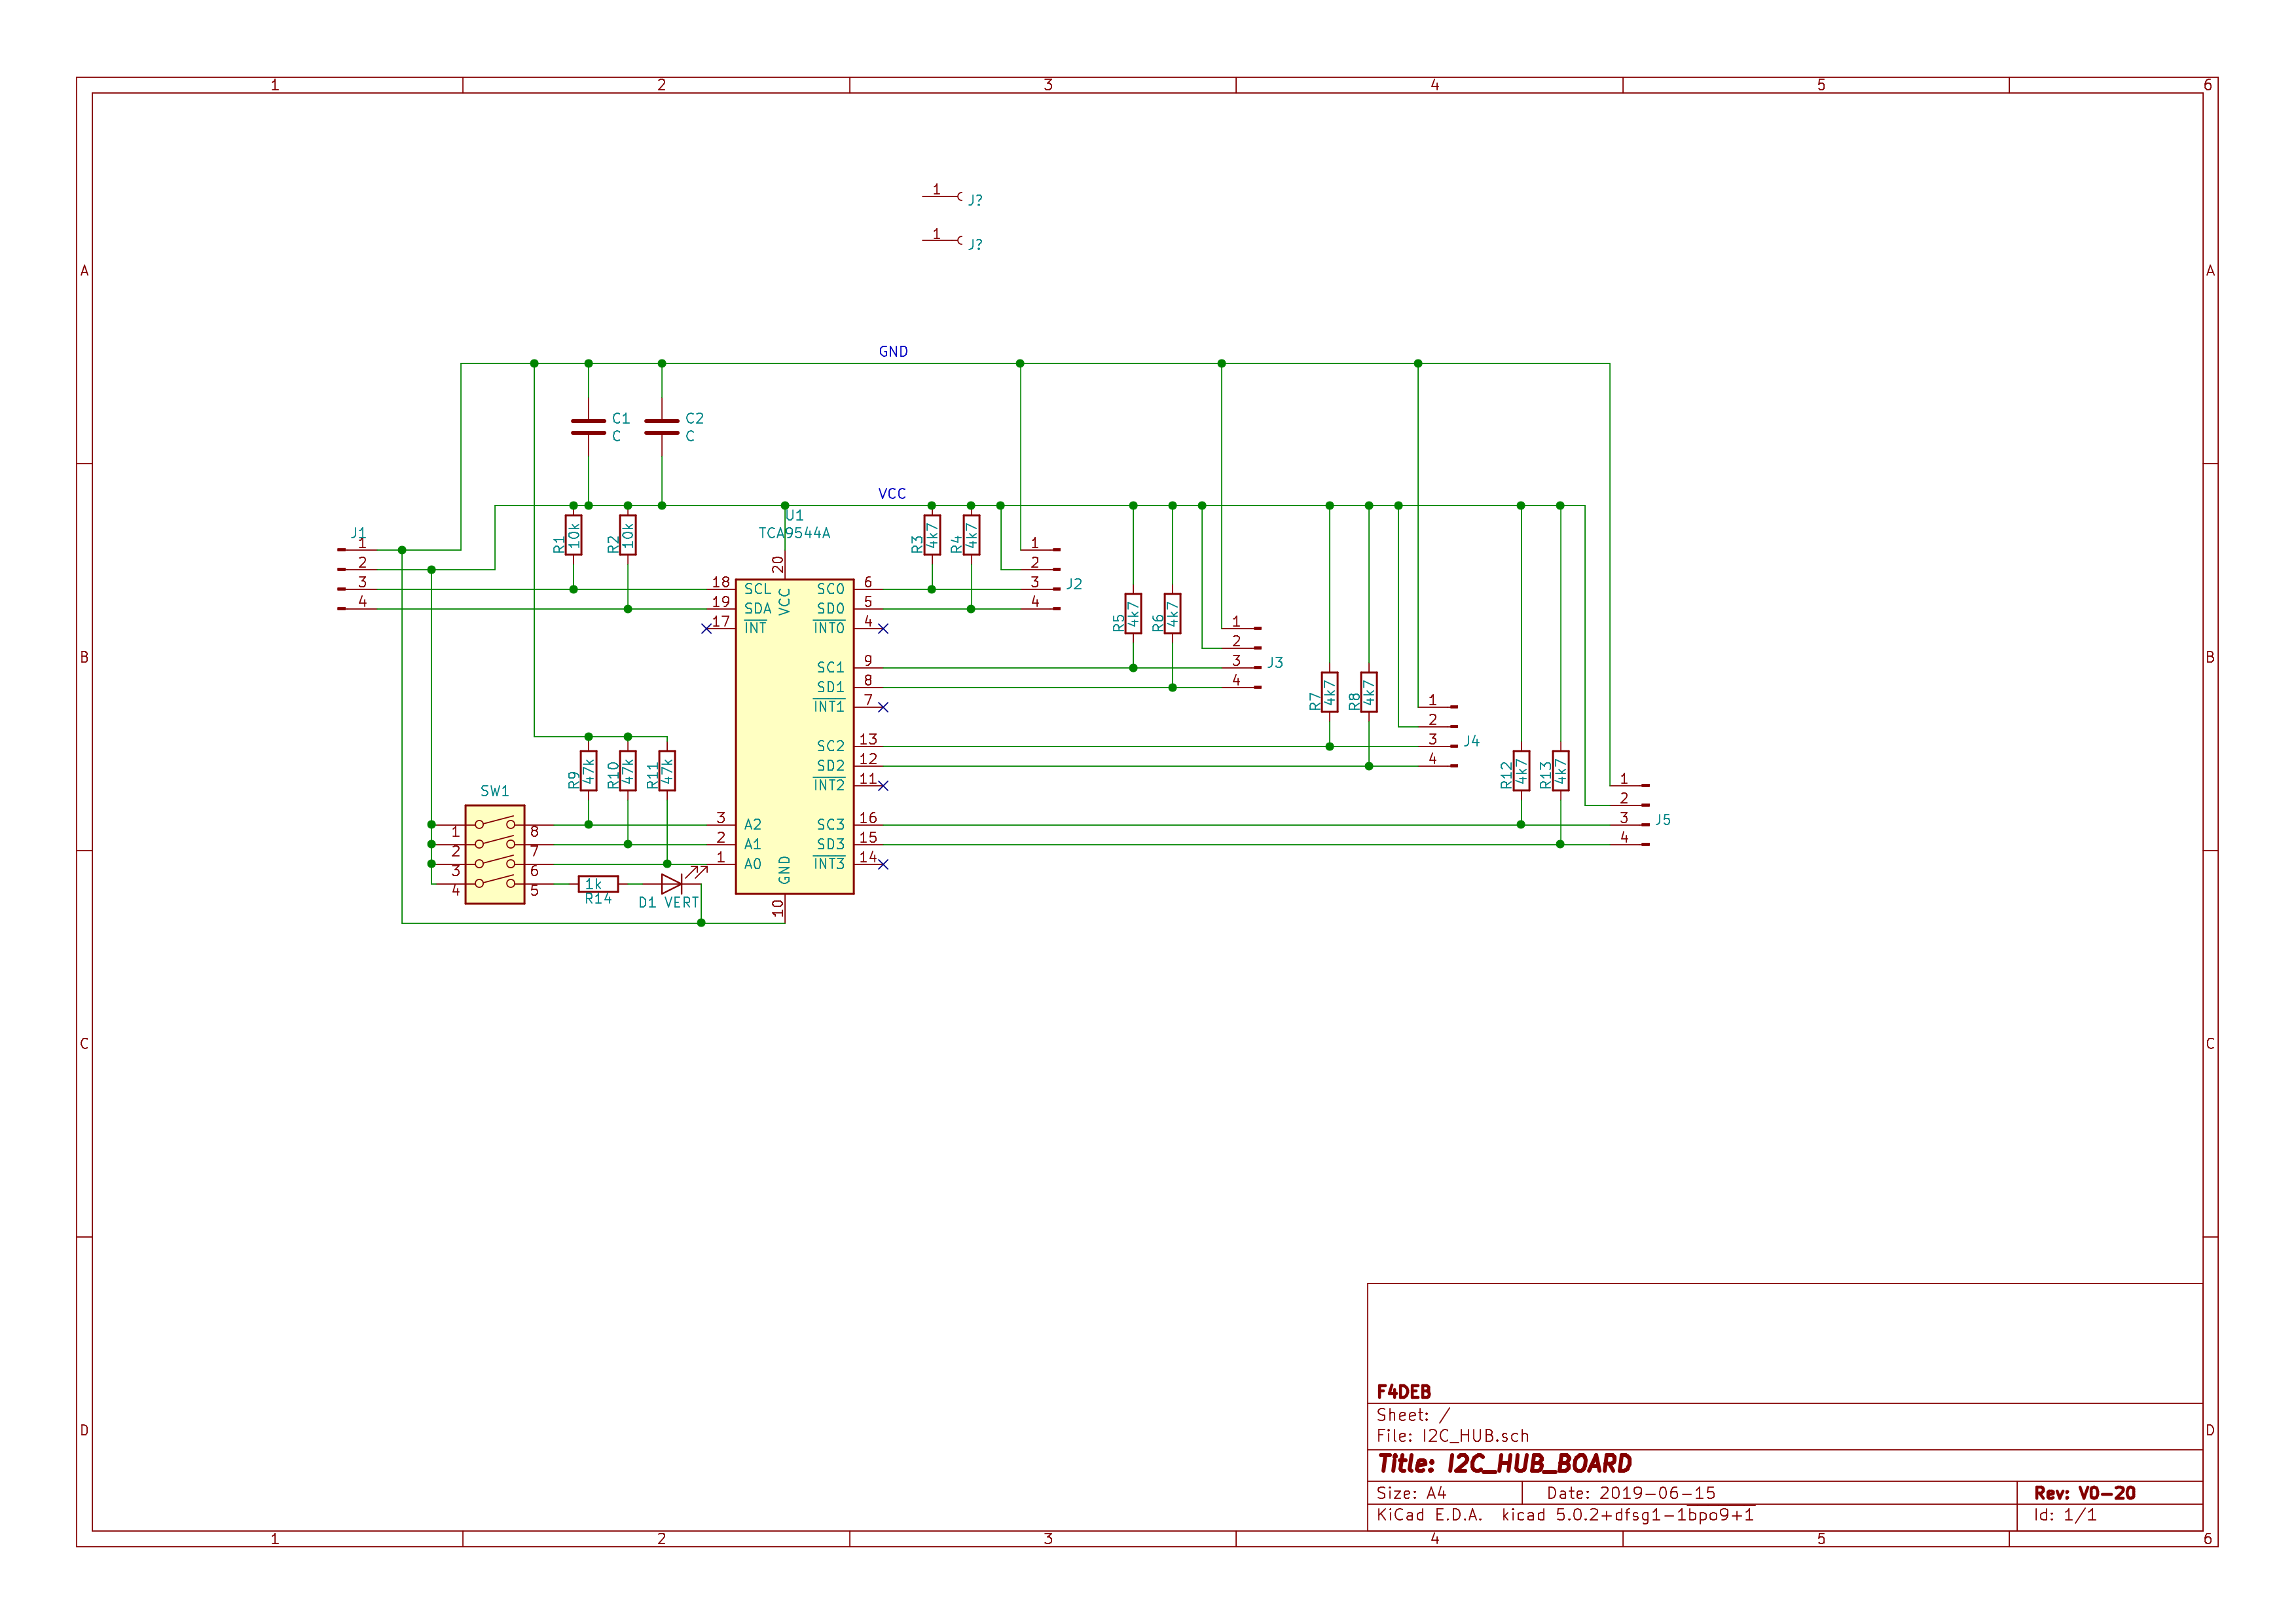 1 2 3 4 5 6
A A
1 J?
1 J?
GND
C1
C
C2
C
VCC
J1
1
2
3
4
R1 10k
R2 10k
U1
TCA9544A
R3 4k7
R4 4k7
20
VCC
18 SCL
19 SDA
17 INT
SC0 6
SD0 5
INT0 4
SC1 9
SD1 8
INT1 7
SC2 13
SD2 12
INT2 11
3 A2
2 A1
1 A0
SC3 16
SD3 15
INT3 14
GND
10
1
2
3
4
J2
R5 4k7
R6 4k7
1
2
3
4
J3
B B
R7 4k7
R8 4k7
1
2
3
4
J4
R9 47k
R10 47k
R11 47k
R12 4k7
R13 4k7
1
2
3
4
J5
SW1
1 8
2 7
3 6
4 5
1k
R14
D1 VERT
C C
D D
F4DEB
Sheet: /
File: I2C_HUB.sch
Title: I2C_HUB_BOARD
Size: A4 Date: 2019-06-15 Rev: V0-20
KiCad E.D.A. kicad 5.0.2+dfsg1-1bpo9+1 Id: 1/1
1 2 3 4 5 6